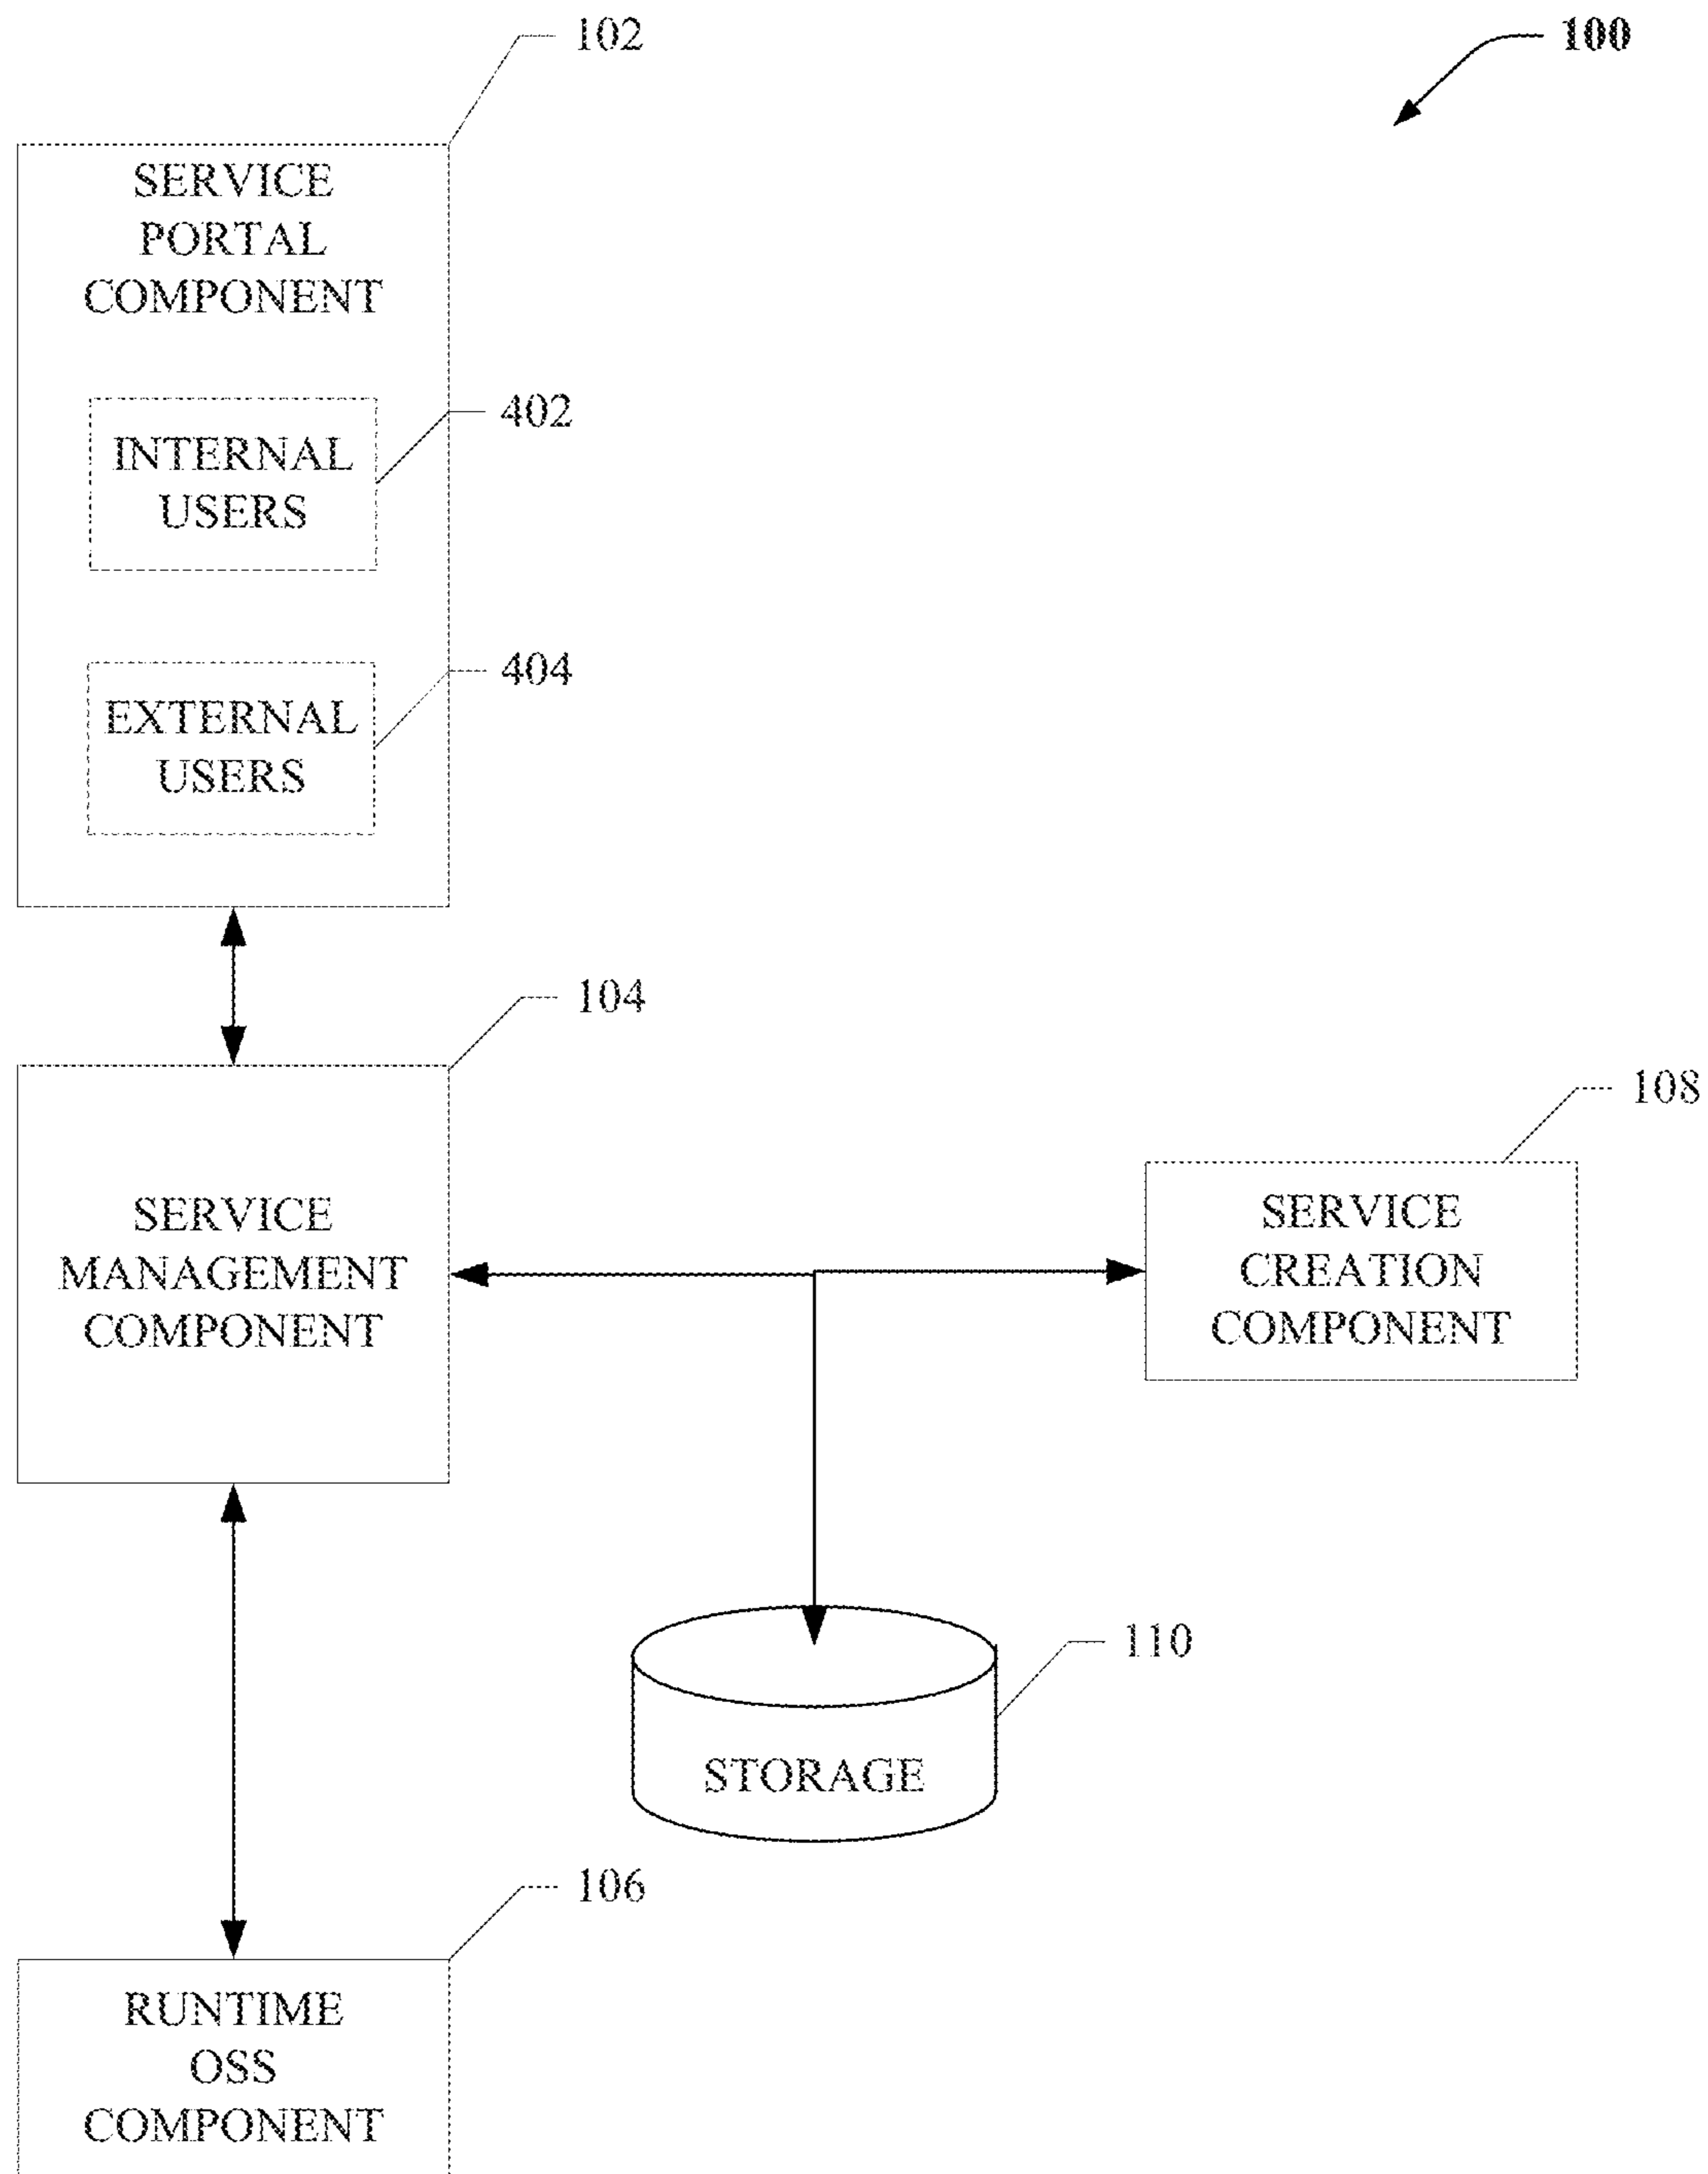 102
100
SERVICE
PORTAL
COMPONENT
402
INTERNAL
USERS
404
EXTERNAL
USERS
104
108
SERVICE
MANAGEMENT
COMPONENT
SERVICE
CREATION
COMPONENT
110
STORAGE
106
RUNTIME
OSS
COMPONENT